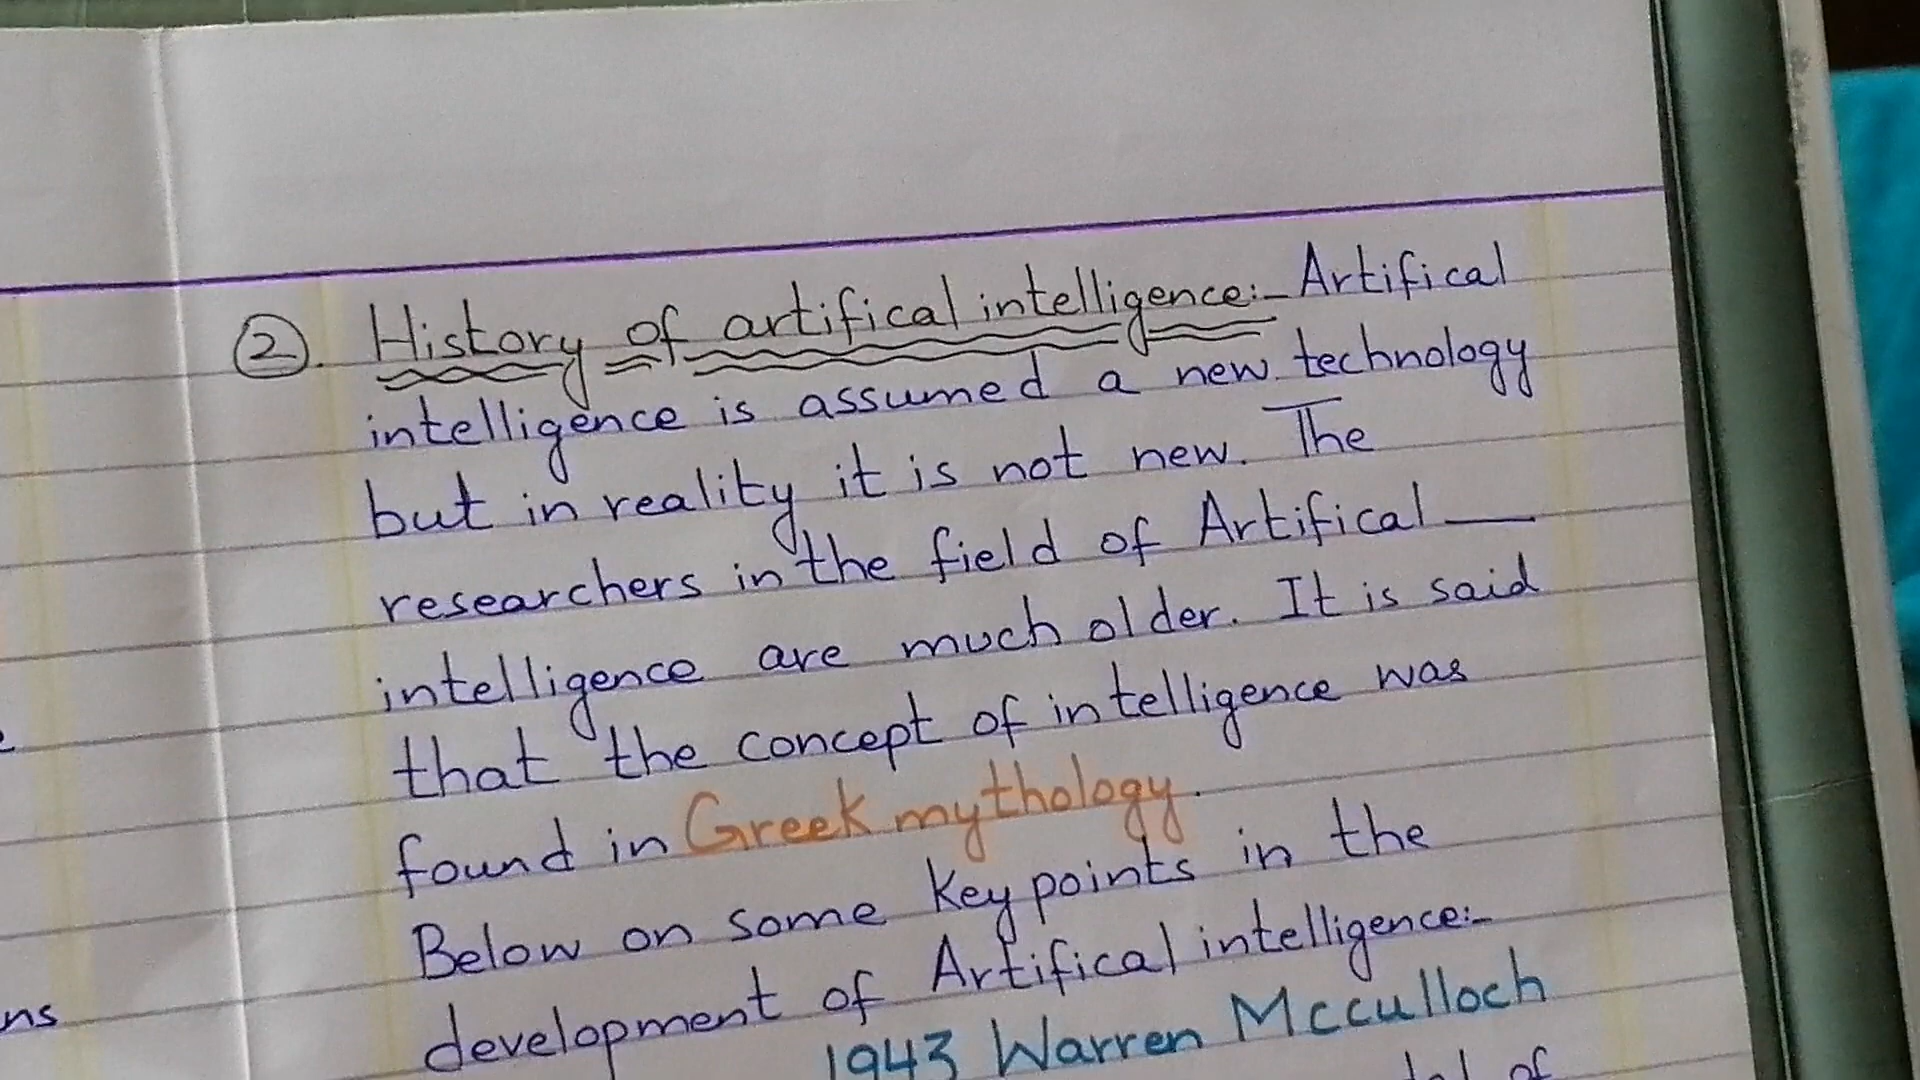 ②. History of artifical intelligence:- Artifical
intelligence is assumed a new technology
but in reality it is not new. The
researchers in the field of Artifical
intelligence are much older. It is said
that the concept of intelligence was
found in Greek mythology.
Below on some key points in the
development of Artifical intelligence:-
1943 Warren Mcculloch
of
ns